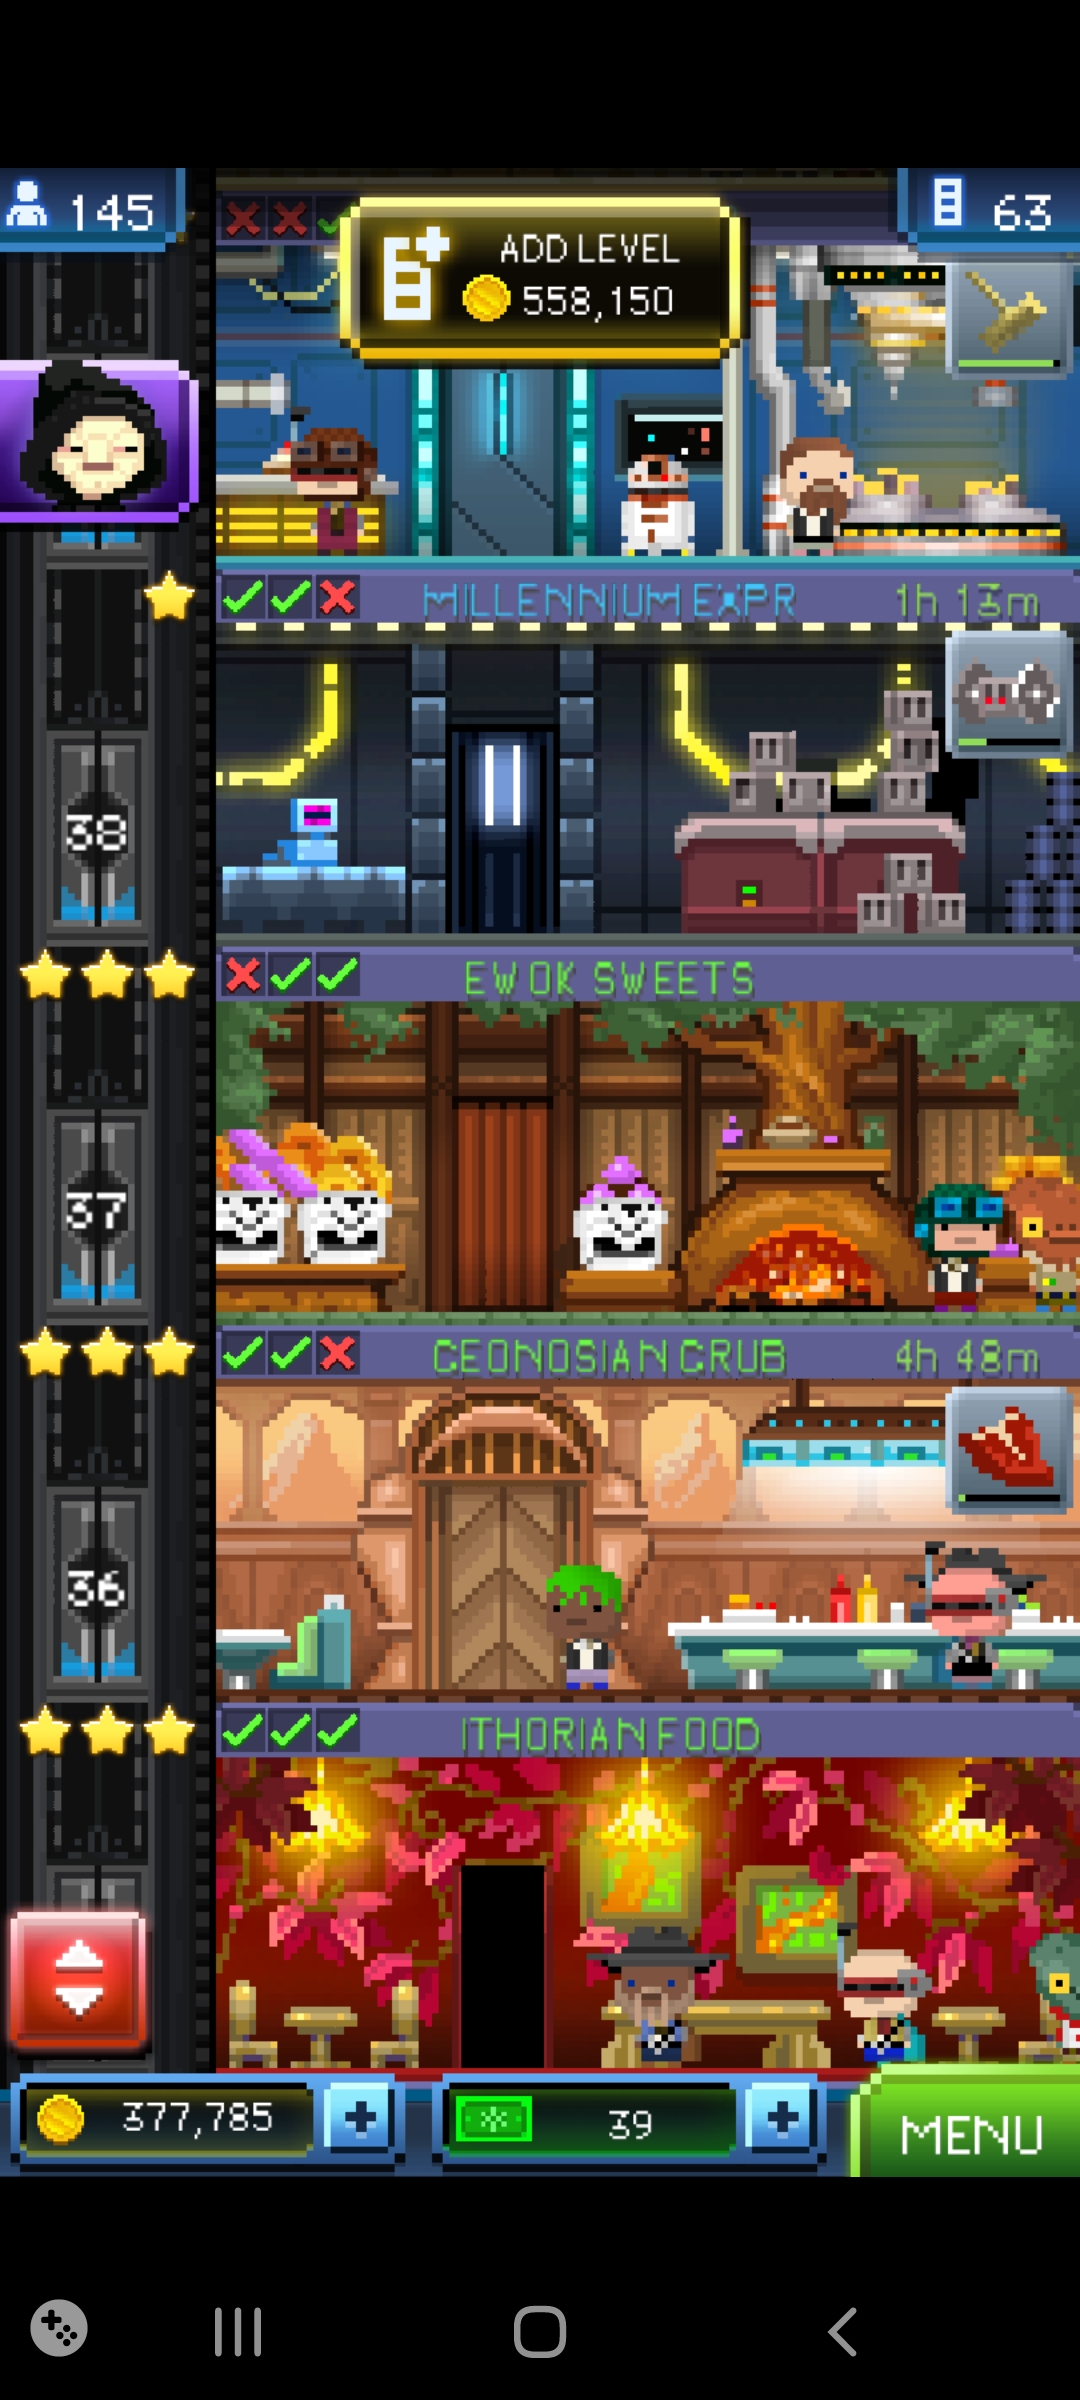 145
63
ADD LEVEL
558,150
MILLENNIUM EXPR 1h 13m
38
EWOK SWEETS
37
GEONOSIAN GRUB 4h 48m
36
ITHORIAN FOOD
377,785
39
MENU